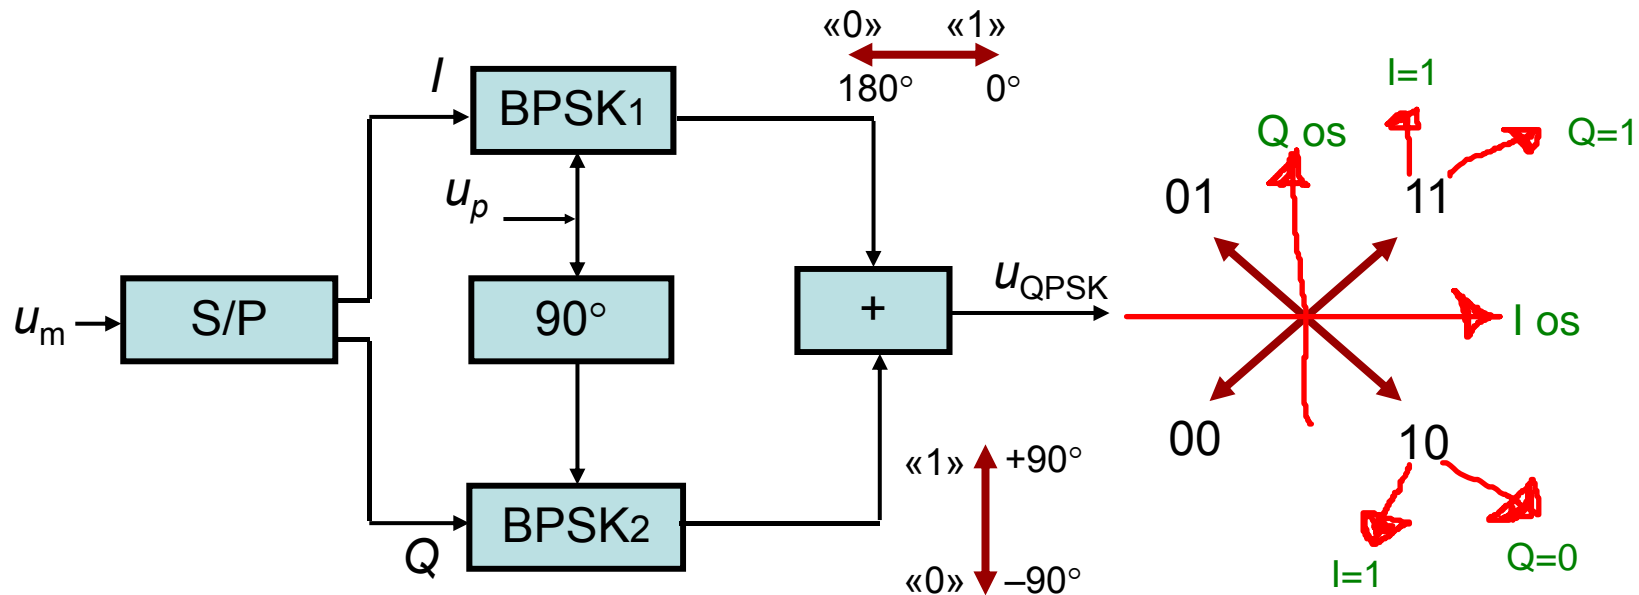 «0» «1»
180° 0°
I
BPSK1
I=1
Q os
Q=1
01 11
u_p
u_m
S/P
90°
+
u_QPSK
I os
00 10
«1» +90°
Q
BPSK2
«0» –90°
I=1
Q=0